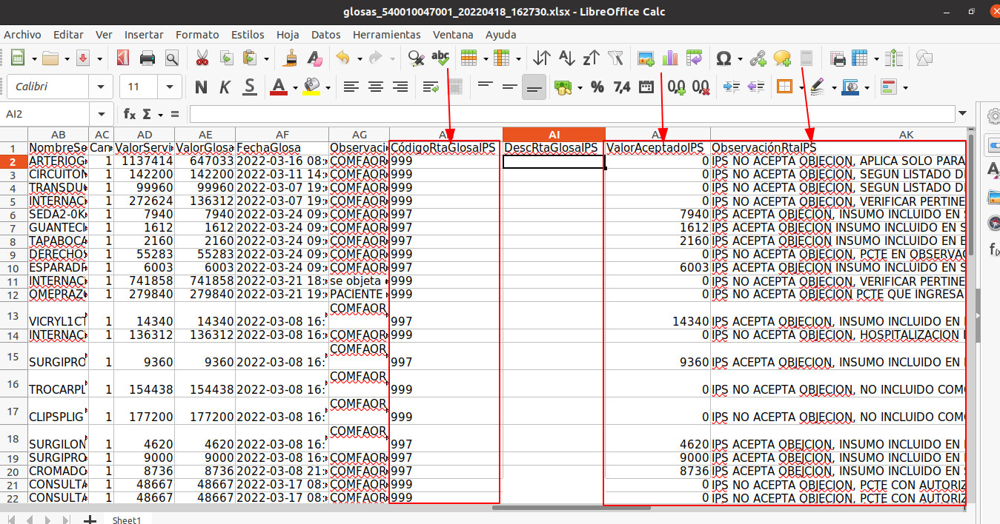 glosas_540010047001_20220418_162730.xlsx - LibreOffice Calc
Archivo Editar Ver Insertar Formato Estilos Hoja Datos Herramientas Ventana Ayuda
Calibri 11 N K S A % 7,4 0,0 0,0
AI2 fx Σ =
AB AC AD AE AF AG AI AK
1 NombreSe Can ValorServi ValorGlosa FechaGlosa Observaci CódigoRtaGlosaIPS DescRtaGlosaIPS ValorAceptadoIPS ObservaciónRtaIPS
2 ARTERIOG 1 1137414 647033 2022-03-16 08: COMFAOR 999 0 IPS NO ACEPTA OBJECION, APLICA SOLO PARA
3 CIRCUITON 1 142200 142200 2022-03-11 14: COMFAOR 999 0 IPS NO ACEPTA OBJECION, SEGUN LISTADO DE
4 TRANSDUC 1 99960 99960 2022-03-07 19: COMFAOR 999 0 IPS NO ACEPTA OBJECION, SEGUN LISTADO DE
5 INTERNAC 1 272624 136312 2022-03-07 19: COMFAOR 999 0 IPS NO ACEPTA OBJECION, VERIFICAR PERTINE
6 SEDA2-0K 1 7940 7940 2022-03-24 09: COMFAOR 997 7940 IPS ACEPTA OBJECION, INSUMO INCLUIDO EN S
7 GUANTECI 1 1612 1612 2022-03-24 09: COMFAOR 997 1612 IPS ACEPTA OBJECION, INSUMO INCLUIDO EN S
8 TAPABOCA 1 2160 2160 2022-03-24 09: COMFAOR 997 2160 IPS ACEPTA OBJECION INSUMO INCLUIDO EN E
9 DERECHOS 1 55283 55283 2022-03-24 09: COMFAOR 999 0 IPS NO ACEPTA OBJECION, PCTE EN OBSERVAC
10 ESPARADR 1 6003 6003 2022-03-24 09: COMFAOR 997 6003 IPS ACEPTA OBJECION INSUMO INCLUIDO EN S
11 INTERNAC 1 741858 741858 2022-03-21 18: se objeta 999 0 IPS NO ACEPTA OBJECION, VERIFICAR PERTINE
12 OMEPRAZO 1 279840 279840 2022-03-21 19: PACIENTE 999 0 IPS NO ACEPTA OBJECION PCTE QUE INGRESA
13 VICRYL1CT 1 14340 14340 2022-03-08 16: COMFAOR 997 14340 IPS ACEPTA OBJECION, INSUMO INCLUIDO EN
14 INTERNAC 1 136312 136312 2022-03-08 16: COMFAOR 999 0 IPS NO ACEPTA OBJECION, HOSPITALIZACION
15 SURGIPRO 1 9360 9360 2022-03-08 16: COMFAOR 997 9360 IPS ACEPTA OBJECION, INSUMO INCLUIDO EN
16 TROCARPL 1 154438 154438 2022-03-08 16: COMFAOR 999 0 IPS NO ACEPTA OBJECION, NO INCLUIDO COMO
17 CLIPSPLIG 1 177200 177200 2022-03-08 16: COMFAOR 999 0 IPS NO ACEPTA OBJECION, NO INCLUIDO COMO
18 SURGILON 1 4620 4620 2022-03-08 16: COMFAOR 997 4620 IPS ACEPTA OBEJCION, INSUMO INCLUIDO EN
19 SURGIPRO 1 9000 9000 2022-03-08 16: COMFAOR 997 9000 IPS ACEPTA OBEJCION, INSUMO INCLUIDO EN
20 CROMADO 1 8736 8736 2022-03-08 21: COMFAOR 997 8736 IPS ACEPTA OBEJCION, INSUMO INCLUIDO EN S
21 CONSULTA 1 48667 48667 2022-03-17 08: COMFAOR 999 0 IPS NO ACEPTA OBJECION, PCTE CON AUTORIZ
22 CONSULTA 1 48667 48667 2022-03-17 08: COMFAOR 999 0 IPS NO ACEPTA OBJECION, PCTE CON AUTORIZ
Sheet1